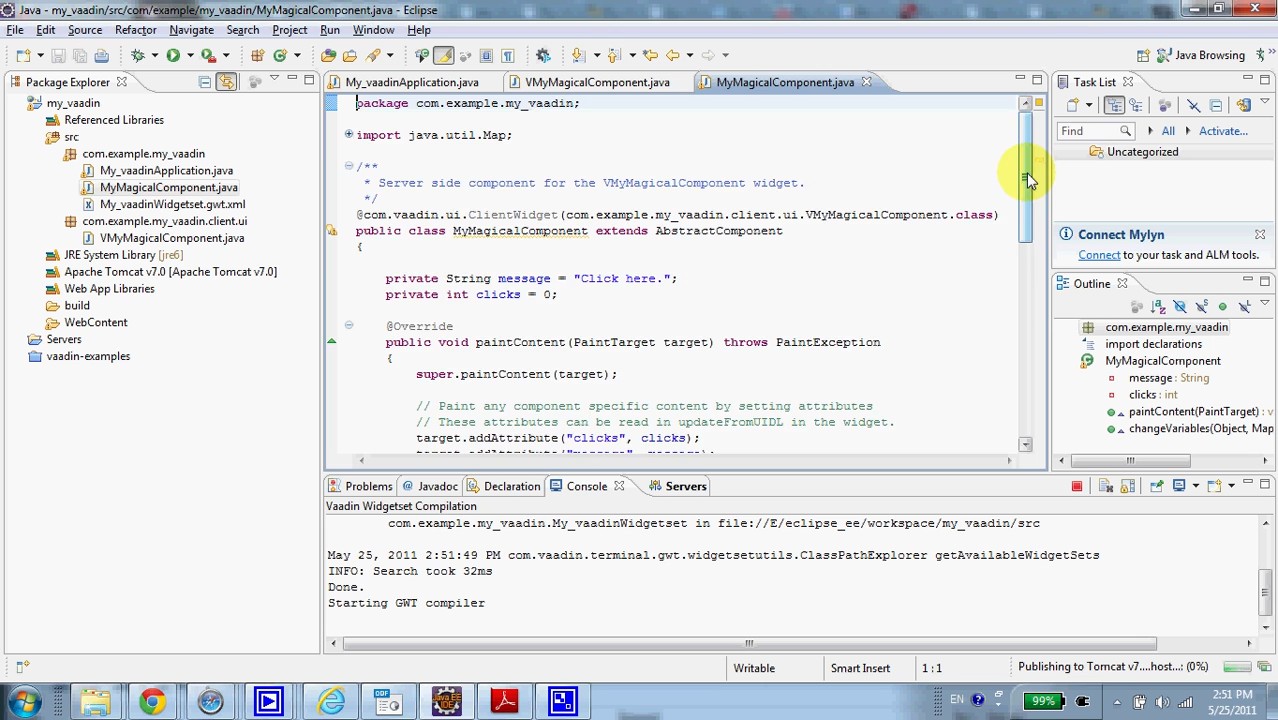 Java - my_vaadin/src/com/example/my_vaadin/MyMagicalComponent.java - Eclipse
File Edit Source Refactor Navigate Search Project Run Window Help
Java Browsing
Package Explorer
my_vaadin
Referenced Libraries
src
com.example.my_vaadin
My_vaadinApplication.java
MyMagicalComponent.java
My_vaadinWidgetset.gwt.xml
com.example.my_vaadin.client.ui
VMyMagicalComponent.java
JRE System Library [jre6]
Apache Tomcat v7.0 [Apache Tomcat v7.0]
Web App Libraries
build
WebContent
Servers
vaadin-examples
My_vaadinApplication.java VMyMagicalComponent.java MyMagicalComponent.java
package com.example.my_vaadin;
import java.util.Map;
/**
* Server side component for the VMyMagicalComponent widget.
*/
@com.vaadin.ui.ClientWidget(com.example.my_vaadin.client.ui.VMyMagicalComponent.class)
public class MyMagicalComponent extends AbstractComponent
{
private String message = "Click here.";
private int clicks = 0;
@Override
public void paintContent(PaintTarget target) throws PaintException
{
super.paintContent(target);
// Paint any component specific content by setting attributes
// These attributes can be read in updateFromUIDL in the widget.
target.addAttribute("clicks", clicks);
target.addAttribute("message", message);
Task List
Find All Activate...
Uncategorized
Connect Mylyn
Connect to your task and ALM tools.
Outline
com.example.my_vaadin
import declarations
MyMagicalComponent
message : String
clicks : int
paintContent(PaintTarget) : v
changeVariables(Object, Map
Problems Javadoc Declaration Console Servers
Vaadin Widgetset Compilation
com.example.my_vaadin.My_vaadinWidgetset in file://E/eclipse_ee/workspace/my_vaadin/src
May 25, 2011 2:51:49 PM com.vaadin.terminal.gwt.widgetsetutils.ClassPathExplorer getAvailableWidgetSets
INFO: Search took 32ms
Done.
Starting GWT compiler
Writable Smart Insert 1 : 1 Publishing to Tomcat v7....host...: (0%)
EN 99% 2:51 PM
5/25/2011